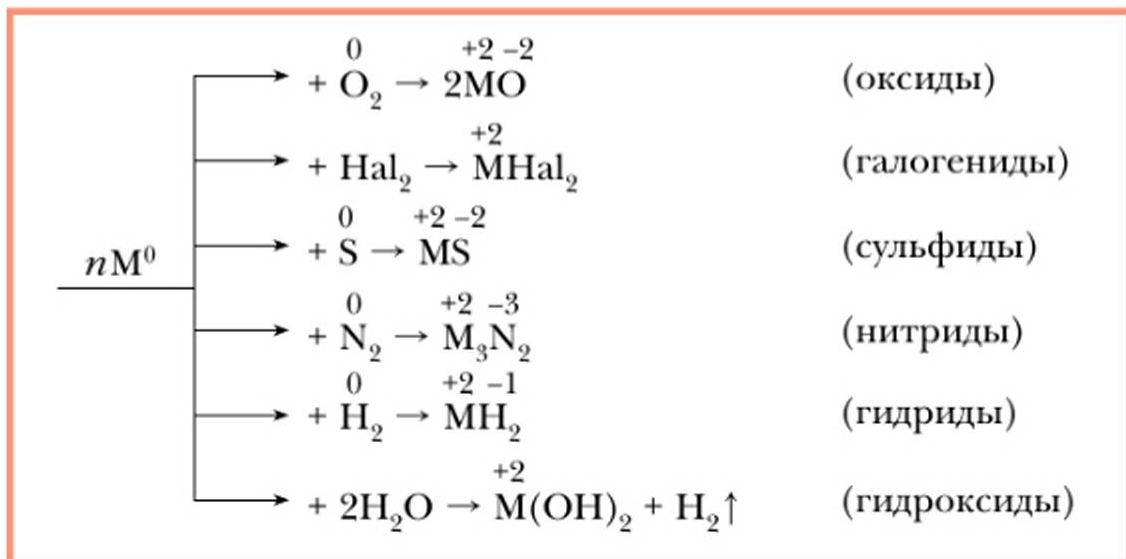 nM⁰
0 +2 –2
+ O₂ → 2MO (оксиды)
+2
+ Hal₂ → MHal₂ (галогениды)
0 +2 –2
+ S → MS (сульфиды)
0 +2 –3
+ N₂ → M₃N₂ (нитриды)
0 +2 –1
+ H₂ → MH₂ (гидриды)
+2
+ 2H₂O → M(OH)₂ + H₂↑ (гидроксиды)